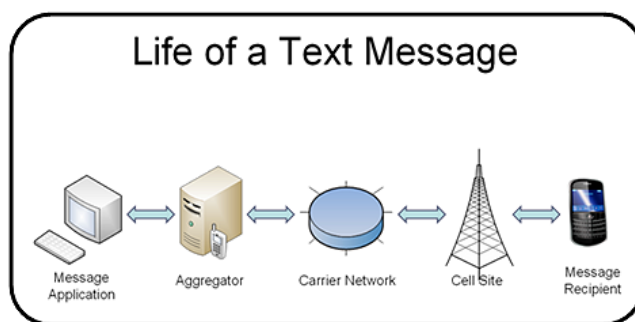 Life of a Text Message
Message
Application
Aggregator
Carrier Network
Cell Site
Message
Recipient